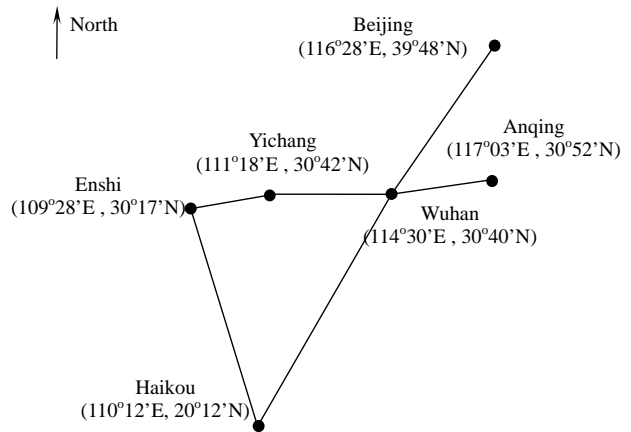 North
Beijing
(116°28'E, 39°48'N)
Anqing
(117°03'E , 30°52'N)
Yichang
(111°18'E , 30°42'N)
Enshi
(109°28'E , 30°17'N)
Wuhan
(114°30'E , 30°40'N)
Haikou
(110°12'E, 20°12'N)